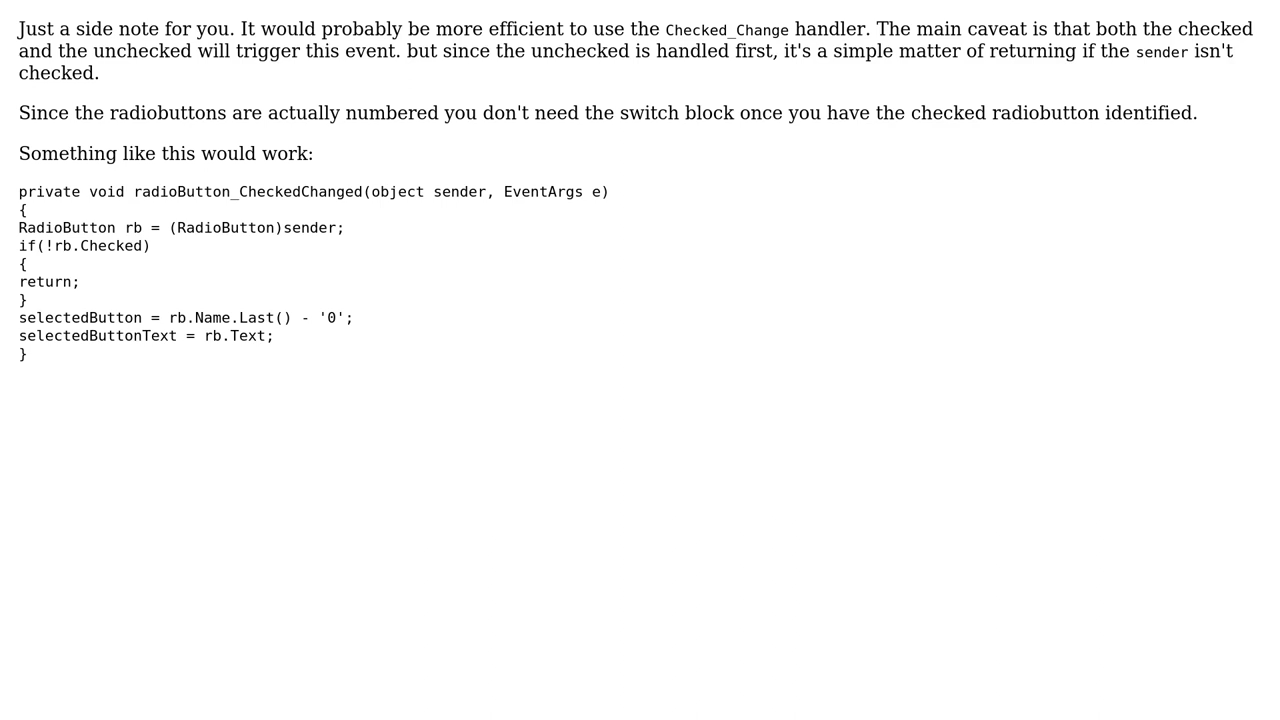 Just a side note for you. It would probably be more efficient to use the Checked_Change handler. The main caveat is that both the checked
and the unchecked will trigger this event. but since the unchecked is handled first, it's a simple matter of returning if the sender isn't
checked.
Since the radiobuttons are actually numbered you don't need the switch block once you have the checked radiobutton identified.
Something like this would work:
private void radioButton_CheckedChanged(object sender, EventArgs e)
{
RadioButton rb = (RadioButton)sender;
if(!rb.Checked)
{
return;
}
selectedButton = rb.Name.Last() - '0';
selectedButtonText = rb.Text;
}